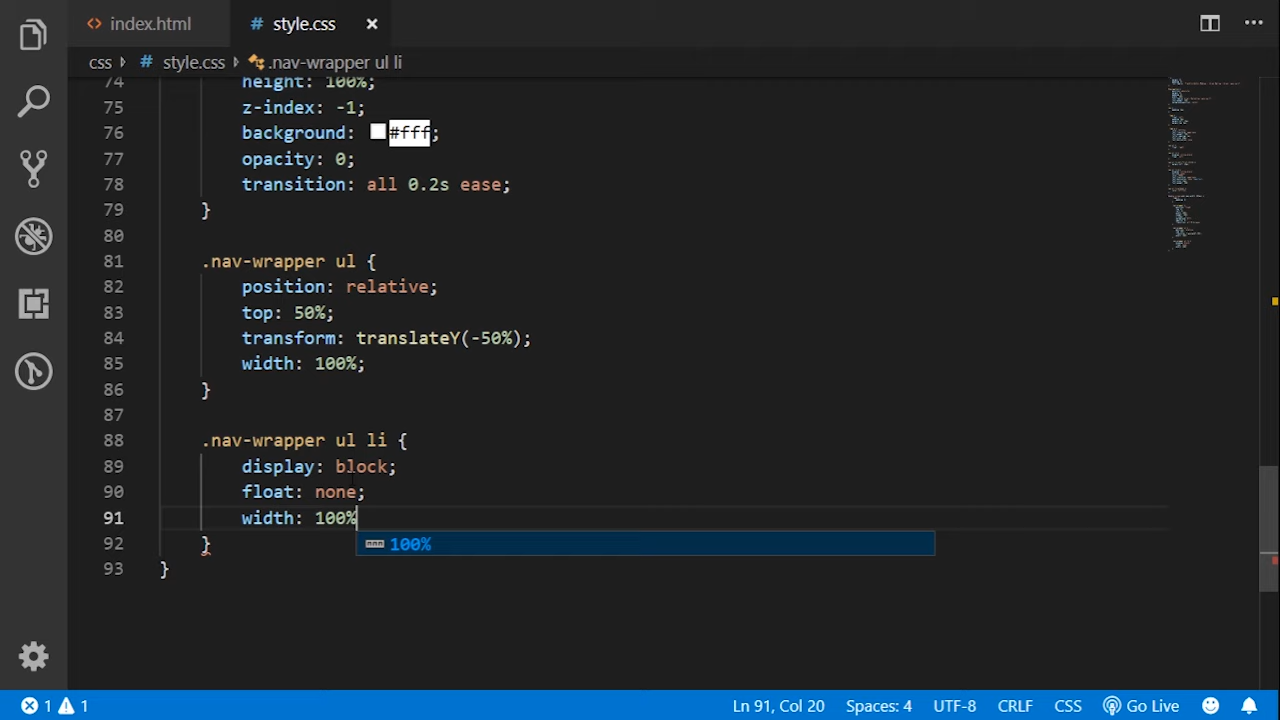 index.html
style.css
css
style.css
.nav-wrapper ul li
74 height: 100%;
75 z-index: -1;
76 background: #fff;
77 opacity: 0;
78 transition: all 0.2s ease;
79 }
80
81 .nav-wrapper ul {
82 position: relative;
83 top: 50%;
84 transform: translateY(-50%);
85 width: 100%;
86 }
87
88 .nav-wrapper ul li {
89 display: block;
90 float: none;
91 width: 100%
100%
92 }
93 }
1 1 Ln 91, Col 20 Spaces: 4 UTF-8 CRLF CSS Go Live